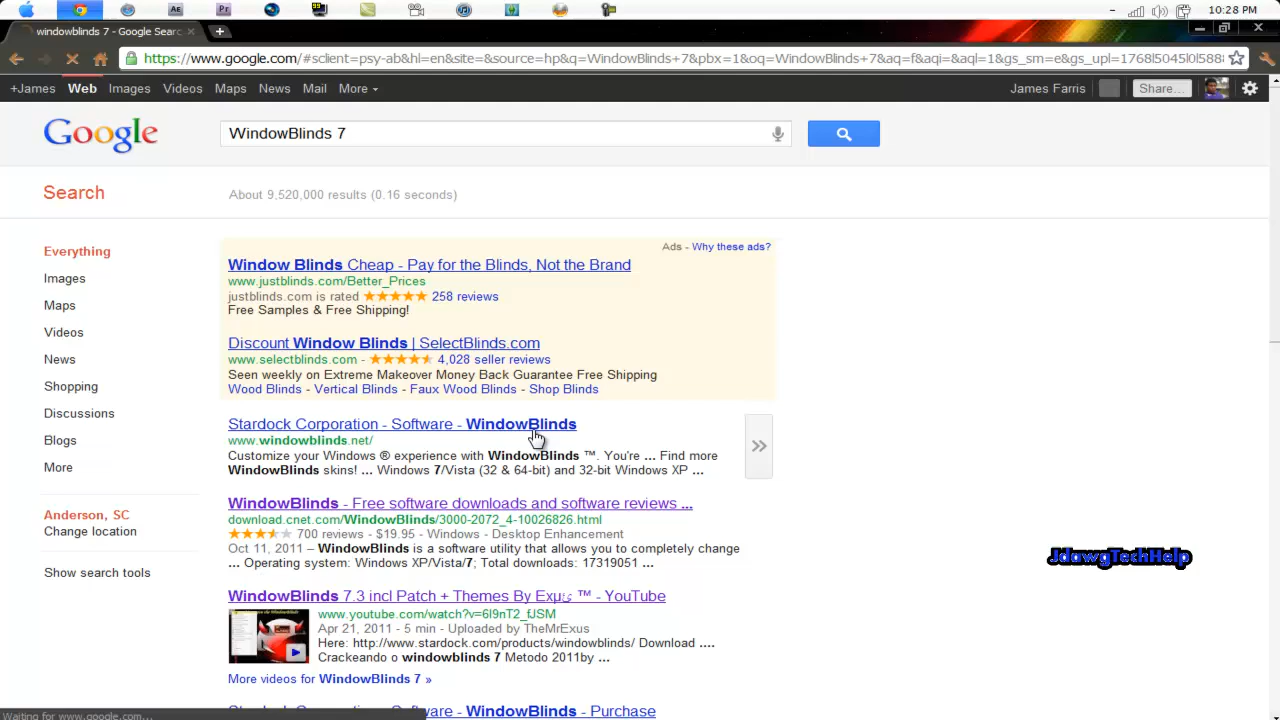 10:28 PM
windowblinds 7 - Google Searc
https://www.google.com/#sclient=psy-ab&hl=en&site=&source=hp&q=WindowBlinds+7&pbx=1&oq=WindowBlinds+7&aq=f&aqi=&aql=1&gs_sm=e&gs_upl=1768l5045l0l588
+James Web Images Videos Maps News Mail More James Farris Share...
Google
WindowBlinds 7
Search
About 9,520,000 results (0.16 seconds)
Everything
Images
Maps
Videos
News
Shopping
Discussions
Blogs
More
Anderson, SC
Change location
Show search tools
Ads - Why these ads?
Window Blinds Cheap - Pay for the Blinds, Not the Brand
www.justblinds.com/Better_Prices
justblinds.com is rated ★★★★★ 258 reviews
Free Samples & Free Shipping!
Discount Window Blinds | SelectBlinds.com
www.selectblinds.com - 4,028 seller reviews
Seen weekly on Extreme Makeover Money Back Guarantee Free Shipping
Wood Blinds - Vertical Blinds - Faux Wood Blinds - Shop Blinds
Stardock Corporation - Software - WindowBlinds
www.windowblinds.net/
Customize your Windows ® experience with WindowBlinds ™. You're ... Find more
WindowBlinds skins! ... Windows 7/Vista (32 & 64-bit) and 32-bit Windows XP ...
WindowBlinds - Free software downloads and software reviews ...
download.cnet.com/WindowBlinds/3000-2072_4-10026826.html
700 reviews - $19.95 - Windows - Desktop Enhancement
Oct 11, 2011 – WindowBlinds is a software utility that allows you to completely change
... Operating system: Windows XP/Vista/7; Total downloads: 17319051 ...
WindowBlinds 7.3 incl Patch + Themes By ™ - YouTube
www.youtube.com/watch?v=6l9nT2_fJSM
Apr 21, 2011 - 5 min - Uploaded by TheMrExus
Here: http://www.stardock.com/products/windowblinds/ Download ....
Crackeando o windowblinds 7 Metodo 2011by ...
More videos for WindowBlinds 7 »
Stardock Corporation - Software - WindowBlinds - Purchase
JdawgTechHelp
Waiting for www.google.com...